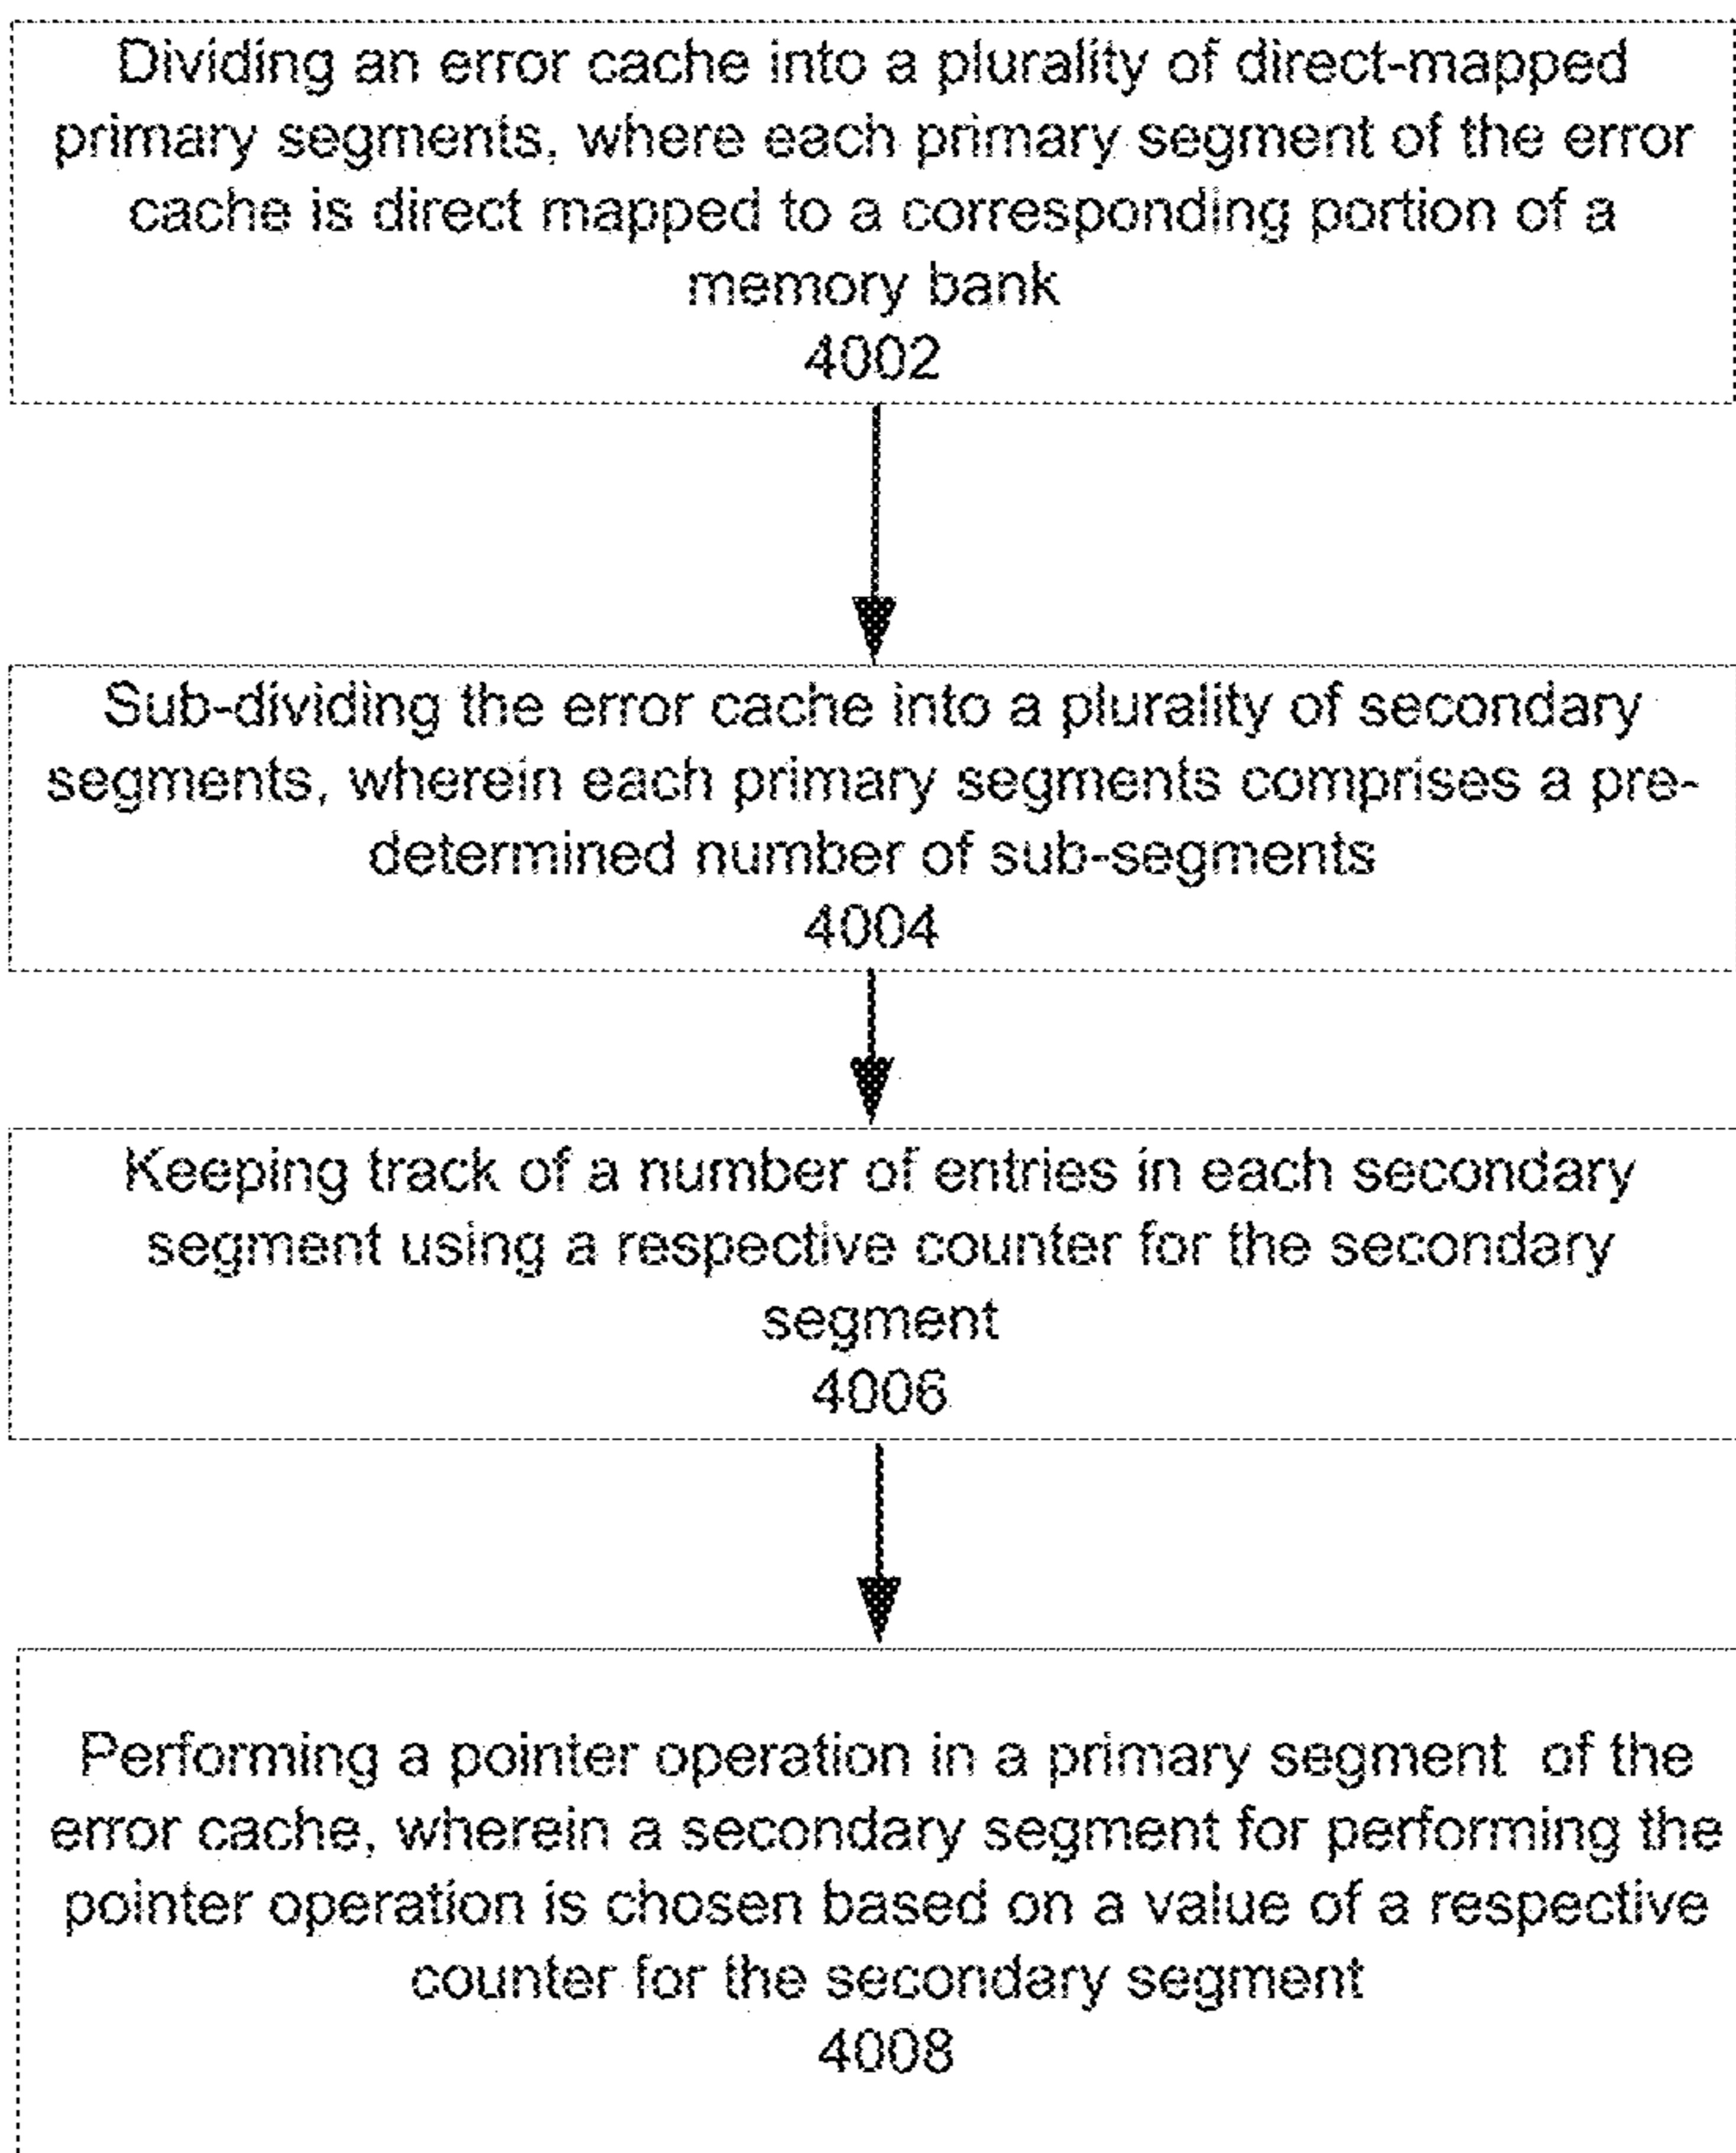 Dividing an error cache into a plurality of direct-mapped
primary segments, where each primary segment of the error
cache is direct mapped to a corresponding portion of a
memory bank
4002
Sub-dividing the error cache into a plurality of secondary
segments, wherein each primary segments comprises a pre-
determined number of sub-segments
4004
Keeping track of a number of entries in each secondary
segment using a respective counter for the secondary
segment
4006
Performing a pointer operation in a primary segment of the
error cache, wherein a secondary segment for performing the
pointer operation is chosen based on a value of a respective
counter for the secondary segment
4008